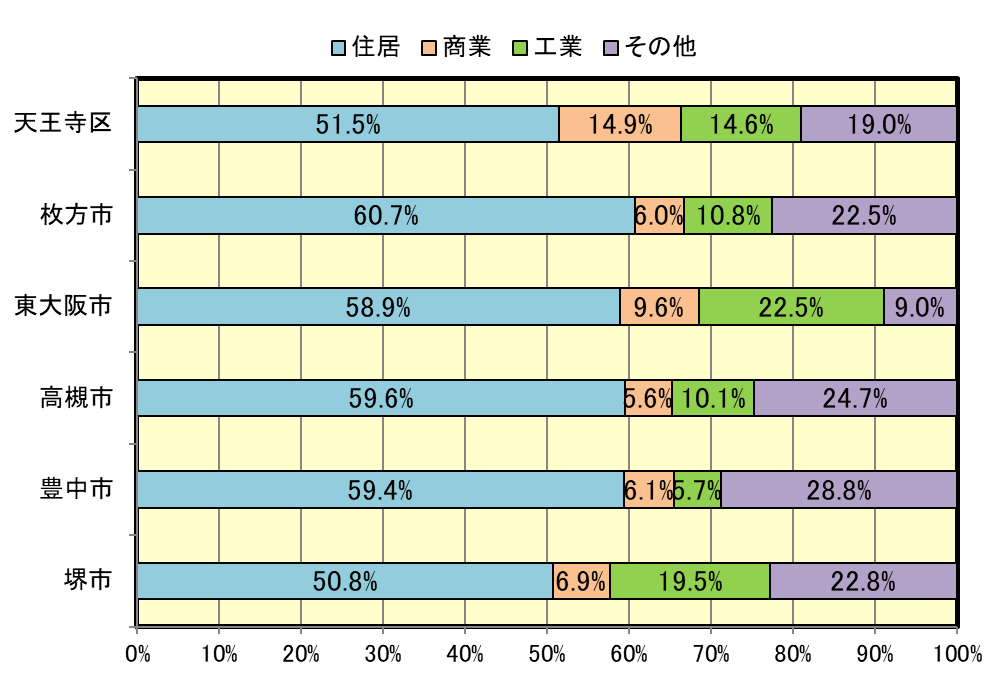 住居 商業 工業 その他
天王寺区 51.5% 14.9% 14.6% 19.0%
枚方市 60.7% 6.0% 10.8% 22.5%
東大阪市 58.9% 9.6% 22.5% 9.0%
高槻市 59.6% 5.6% 10.1% 24.7%
豊中市 59.4% 6.1% 5.7% 28.8%
堺市 50.8% 6.9% 19.5% 22.8%
0% 10% 20% 30% 40% 50% 60% 70% 80% 90% 100%